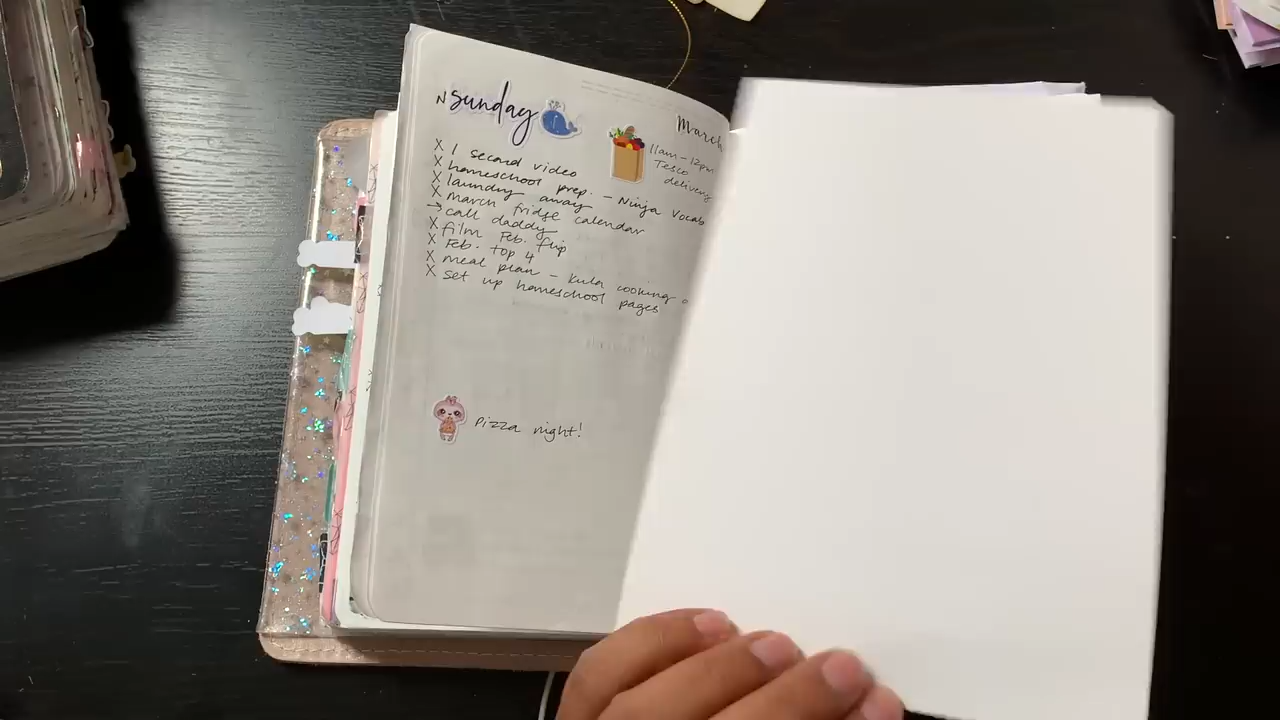 N sunday
March
11am - 12pm
Tesco
delivery
X 1 second video
X homeschool prep. - Ninja Vocab
X laundry away
X march fridge calendar
→ call daddy
X film Feb. flip
X Feb. top 4
X meal plan - kula cooking
X set up homeschool pages
Pizza night!